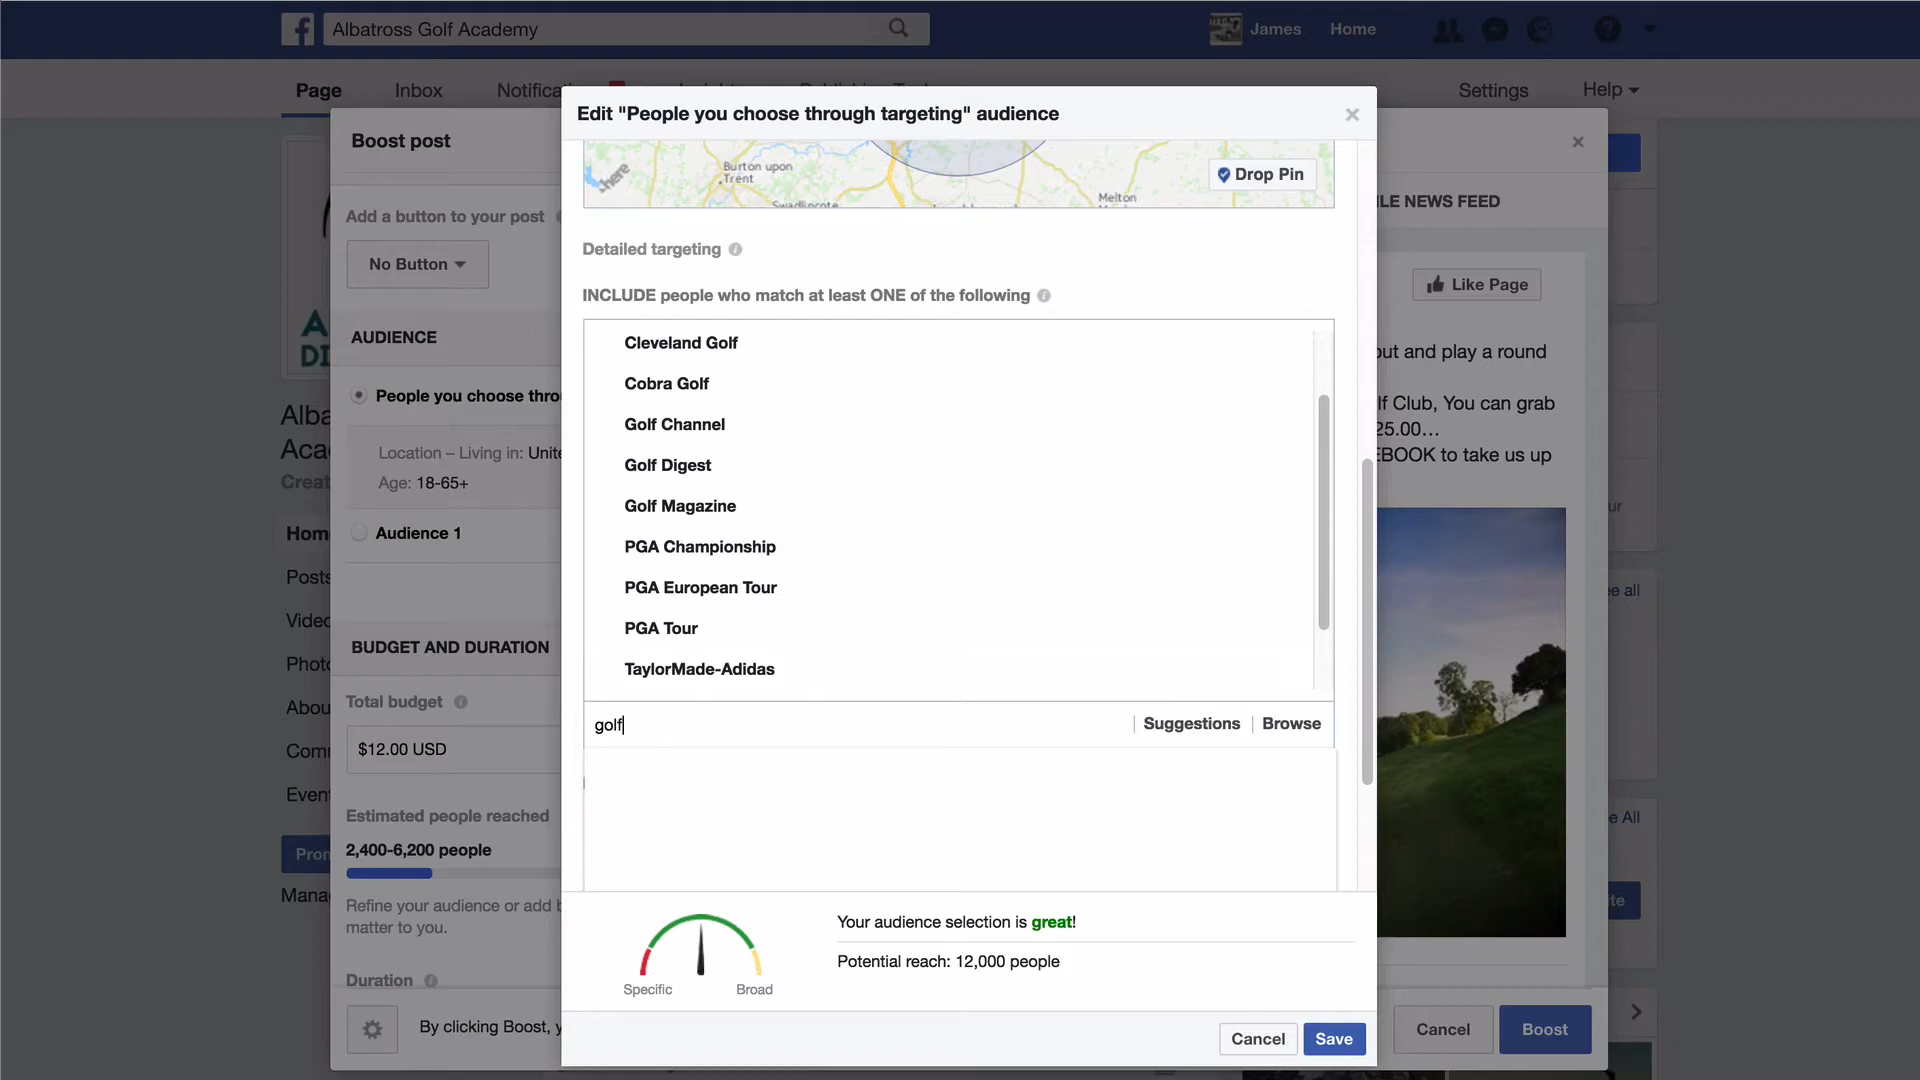 Albatross Golf Academy
James
Home
Page
Inbox
Settings
Help
Edit "People you choose through targeting" audience
Boost post
Burton upon
Trent
Swadlincote
Melton
here
Drop Pin
Add a button to your post
No Button
Detailed targeting
INCLUDE people who match at least ONE of the following
Cleveland Golf
Cobra Golf
Golf Channel
Golf Digest
Golf Magazine
PGA Championship
PGA European Tour
PGA Tour
TaylorMade-Adidas
golf
Suggestions
Browse
AUDIENCE
People you choose thro
Location – Living in: Unite
Age: 18-65+
Audience 1
BUDGET AND DURATION
Total budget
$12.00 USD
Estimated people reached
2,400-6,200 people
Refine your audience or add b
matter to you.
Duration
By clicking Boost, y
Your audience selection is great!
Potential reach: 12,000 people
Specific
Broad
Cancel
Save
NEWS FEED
Like Page
out and play a round
Club, You can grab
25.00...
to take us up
Cancel
Boost